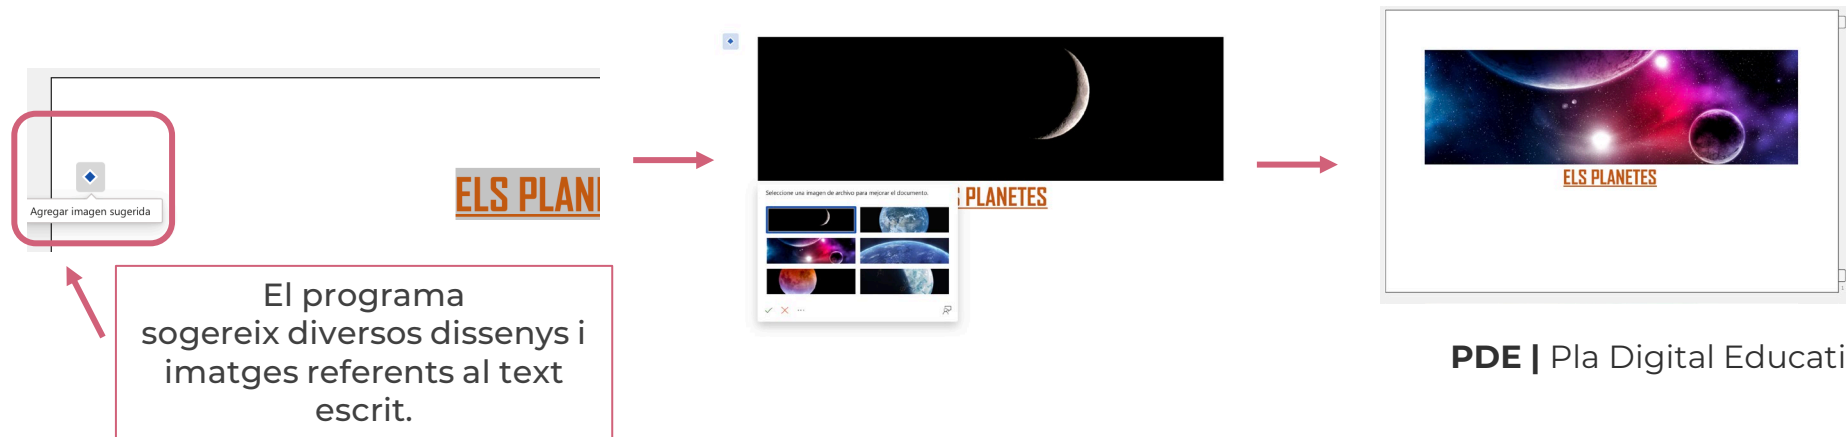 ELS PLAN
Agregar imagen sugerida
El programa
sogereix diversos dissenys i
imatges referents al text
escrit.
PLANETES
Seleccione una imagen de archivo para mejorar el documento.
ELS PLANETES
PDE | Pla Digital Educati